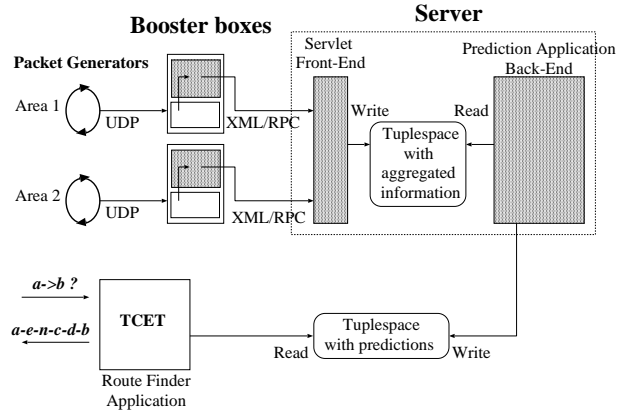 Booster boxes
Server
Packet Generators
Servlet
Front-End
Prediction Application
Back-End
Area 1
UDP
XML/RPC
Write
Read
Tuplespace
with
aggregated
information
Area 2
UDP
XML/RPC
a->b ?
a-e-n-c-d-b
TCET
Route Finder
Application
Read
Tuplespace
with predictions
Write